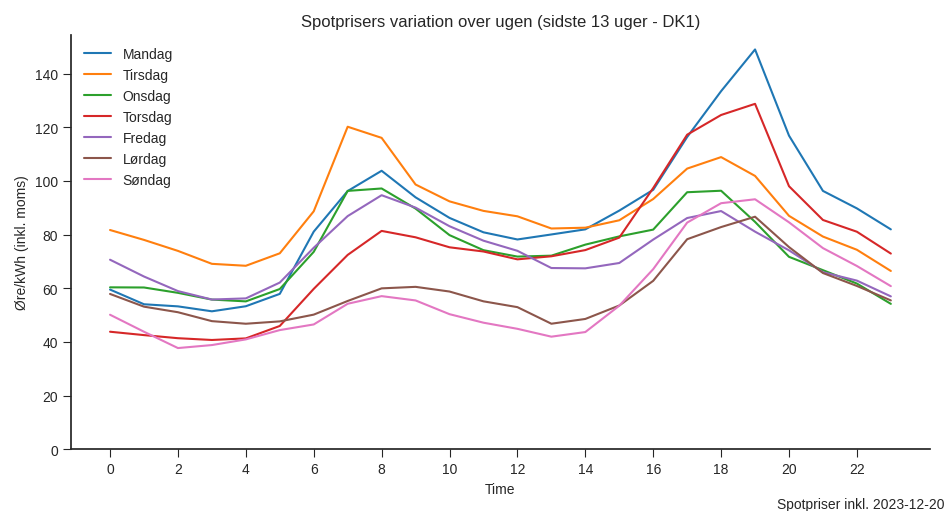 Spotprisers variation over ugen (sidste 13 uger - DK1)
Mandag
Tirsdag
Onsdag
Torsdag
Fredag
Lørdag
Søndag
Øre/kWh (inkl. moms)
140
120
100
80
60
40
20
0
0 2 4 6 8 10 12 14 16 18 20 22
Time
Spotpriser inkl. 2023-12-20